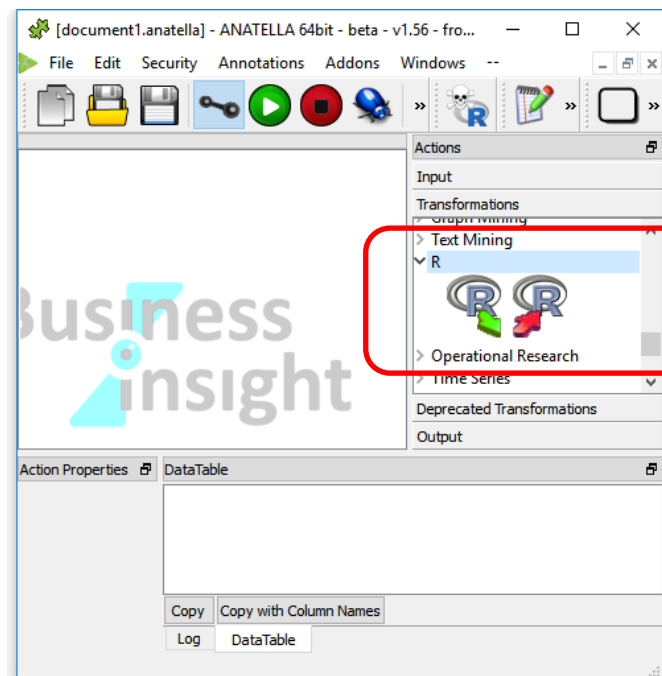 [document1.anatella] - ANATELLA 64bit - beta - v1.56 - fro...
File Edit Security Annotations Addons Windows --
» R » »
Actions
Input
Transformations
Graph Mining
Text Mining
R
R R
Operational Research
Time Series
Deprecated Transformations
Output
Business
insight
Action Properties DataTable
Copy Copy with Column Names
Log DataTable